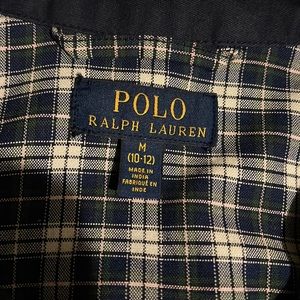 POLO
RALPH LAUREN
M
(10-12)
MADE IN
INDIA
FABRIQUÉ EN
INDE